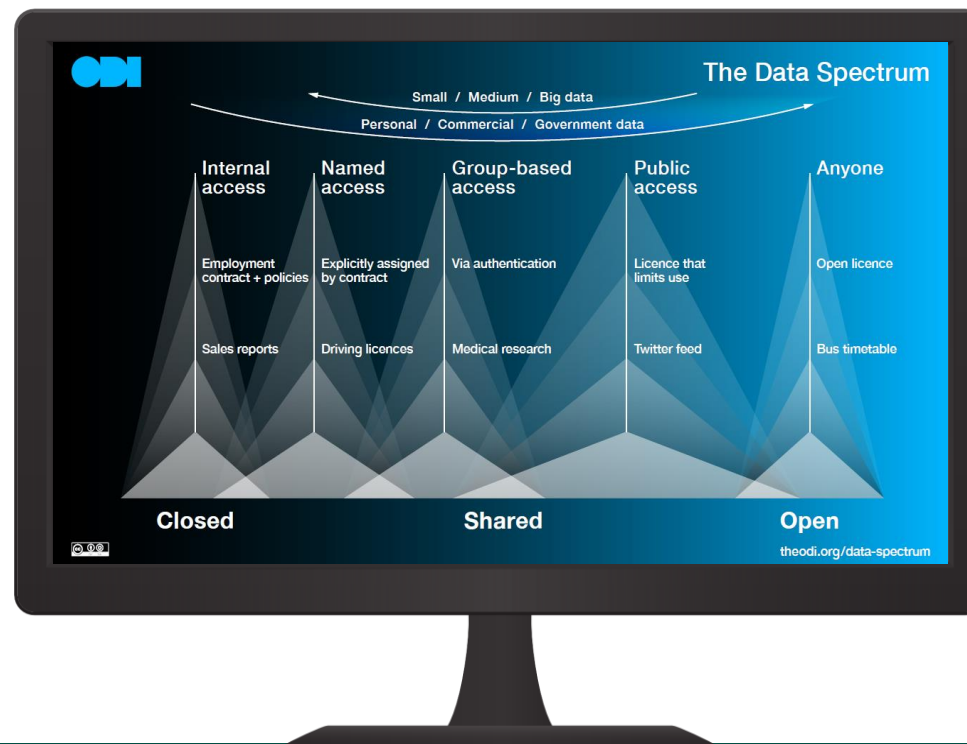 ODI
The Data Spectrum
Small / Medium / Big data
Personal / Commercial / Government data
Internal
access
Named
access
Group-based
access
Public
access
Anyone
Employment
contract + policies
Explicitly assigned
by contract
Via authentication
Licence that
limits use
Open licence
Sales reports
Driving licences
Medical research
Twitter feed
Bus timetable
Closed
Shared
Open
theodi.org/data-spectrum